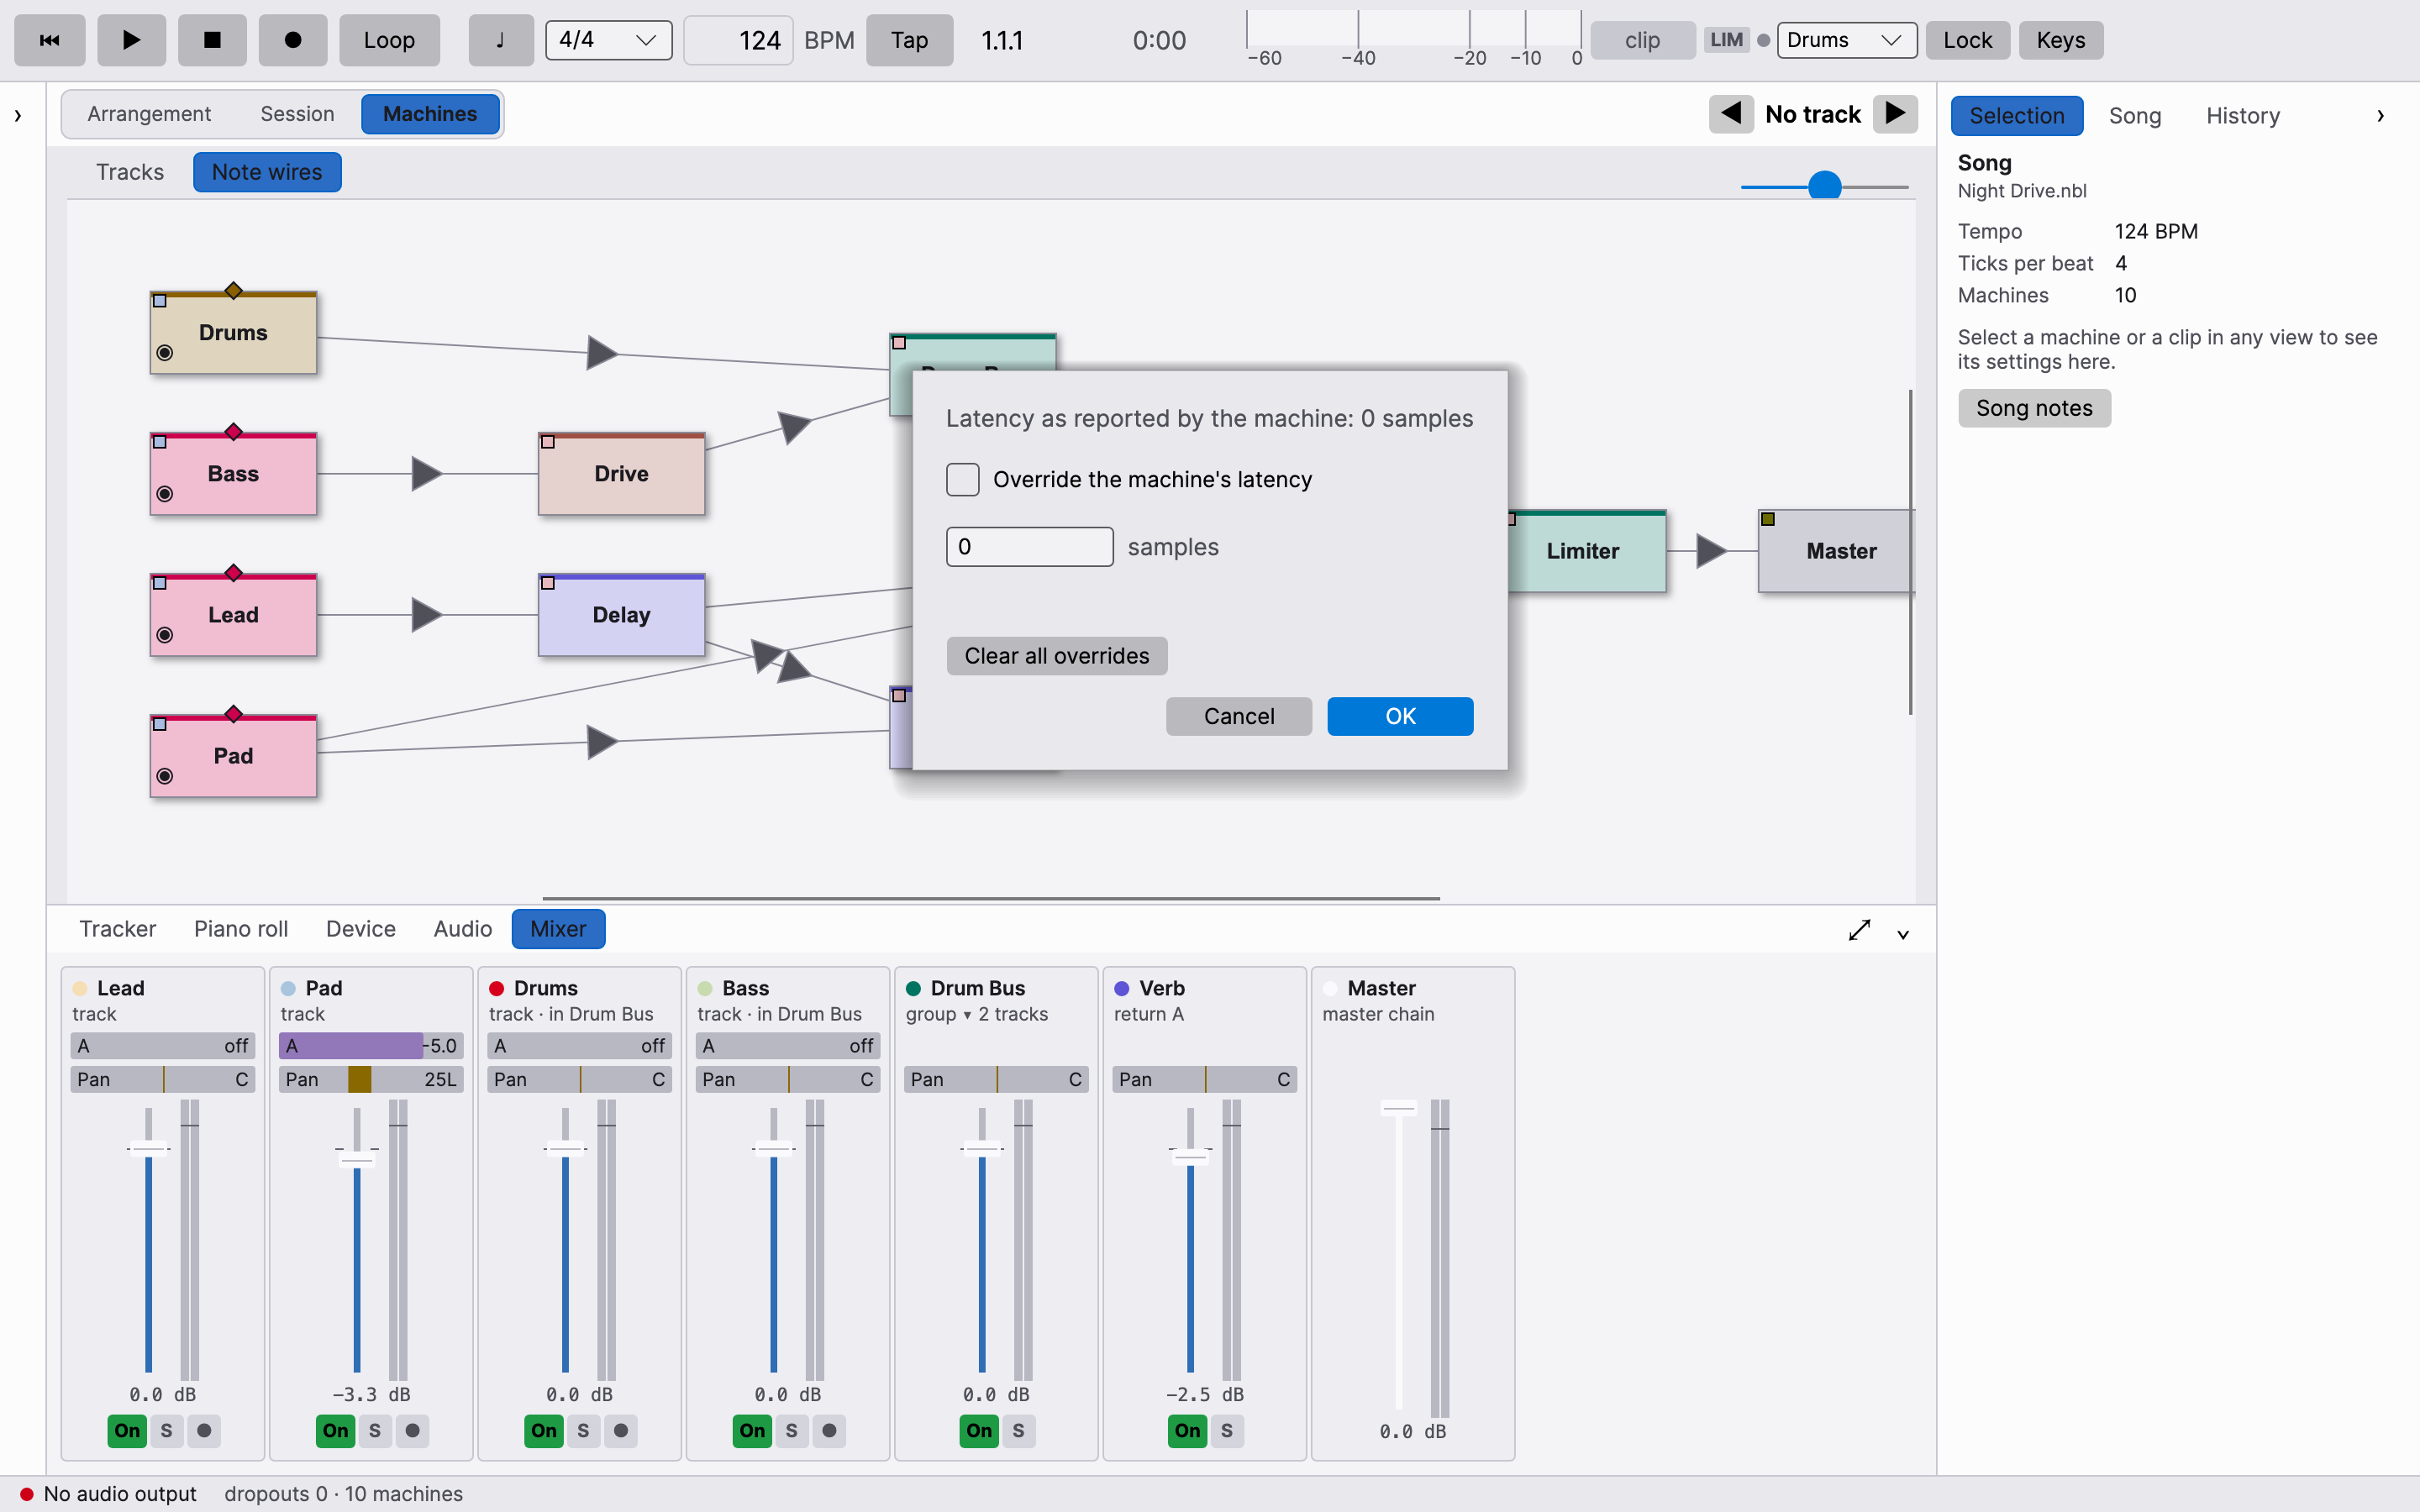 Loop
4/4
124 BPM
Tap
1.1.1
0:00
−60 −40 −20 −10 0
clip
LIM
Drums
Lock
Keys
Arrangement Session Machines
No track
Selection Song History
Tracks Note wires
Song
Night Drive.nbl
Tempo 124 BPM
Ticks per beat 4
Machines 10
Select a machine or a clip in any view to see
its settings here.
Song notes
Drums
Bass
Drive
Lead
Delay
Pad
Limiter
Master
Latency as reported by the machine: 0 samples
Override the machine's latency
0 samples
Clear all overrides
Cancel OK
Tracker Piano roll Device Audio Mixer
Lead
track
A off
Pan C
0.0 dB
On S
Pad
track
A −5.0
Pan 25L
−3.3 dB
On S
Drums
track · in Drum Bus
A off
Pan C
0.0 dB
On S
Bass
track · in Drum Bus
A off
Pan C
0.0 dB
On S
Drum Bus
group ▾ 2 tracks
Pan C
0.0 dB
On S
Verb
return A
Pan C
−2.5 dB
On S
Master
master chain
0.0 dB
No audio output dropouts 0 · 10 machines